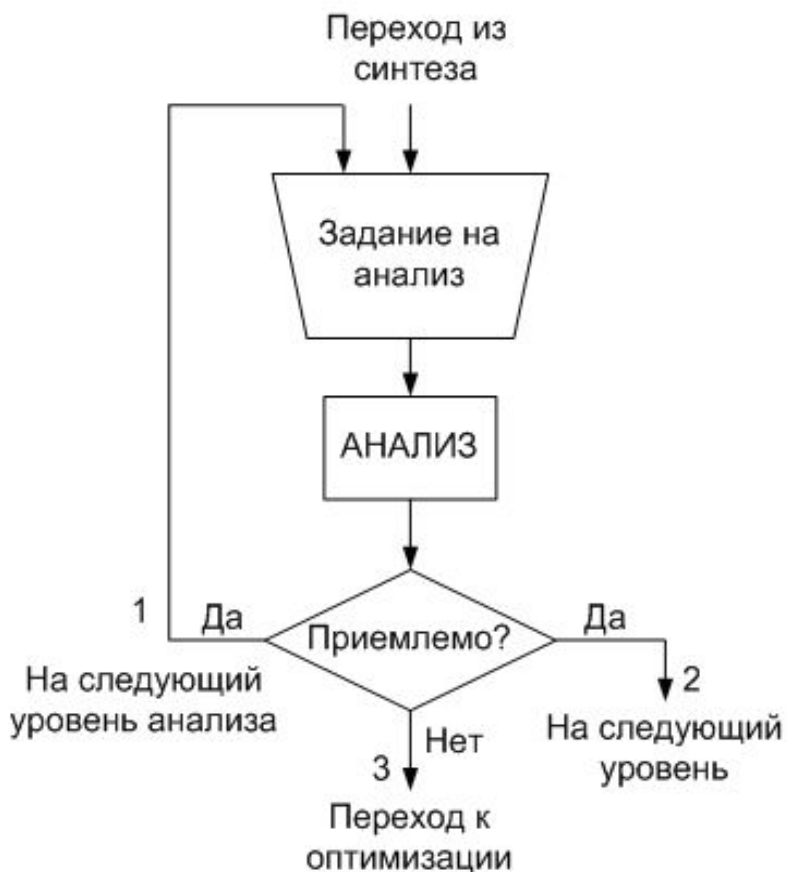 Переход из
синтеза
Задание на
анализ
АНАЛИЗ
Приемлемо?
1
Да
На следующий
уровень анализа
Да
2
На следующий
уровень
Нет
3
Переход к
оптимизации